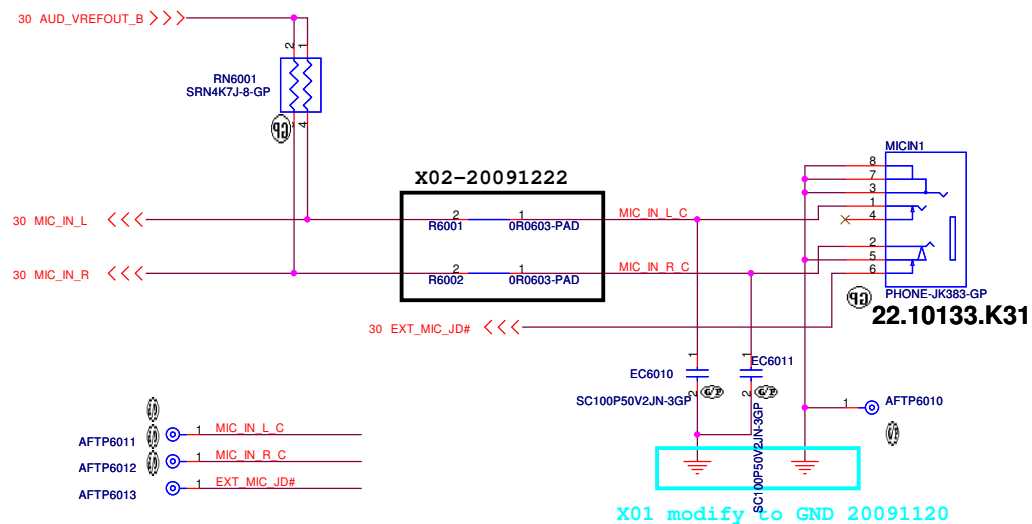 30 AUD_VREFOUT_B
2 1
RN6001
SRN4K7J-8-GP
3 4
GP
X02-20091222
30 MIC_IN_L
2 1
R6001 0R0603-PAD
MIC_IN_L_C
30 MIC_IN_R
2 1
R6002 0R0603-PAD
MIC_IN_R_C
30 EXT_MIC_JD#
MICIN1
8
7
3
1
4
2
5
6
PHONE-JK383-GP
GP
22.10133.K31
1
EC6010
2
SC100P50V2JN-3GP
1
EC6011
2
SC100P50V2JN-3GP
1 AFTP6010
AFTP6011 1 MIC_IN_L_C
AFTP6012 1 MIC_IN_R_C
AFTP6013 1 EXT_MIC_JD#
X01 modify to GND 20091120